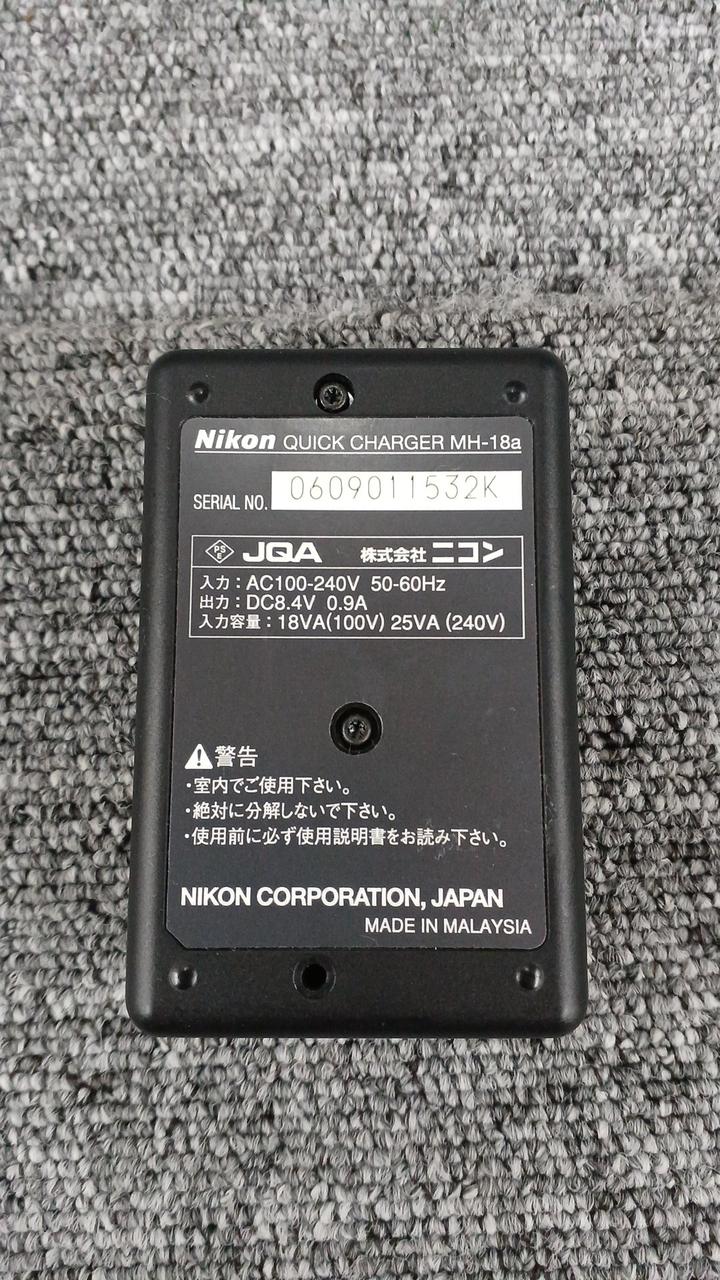 Nikon QUICK CHARGER MH-18a
SERIAL NO. 0609011532K
PSE JQA 株式会社 ニコン
入力：AC100-240V 50-60Hz
出力：DC8.4V 0.9A
入力容量：18VA(100V) 25VA (240V)
警告
・室内でご使用下さい。
・絶対に分解しないで下さい。
・使用前に必ず使用説明書をお読み下さい。
NIKON CORPORATION, JAPAN
MADE IN MALAYSIA